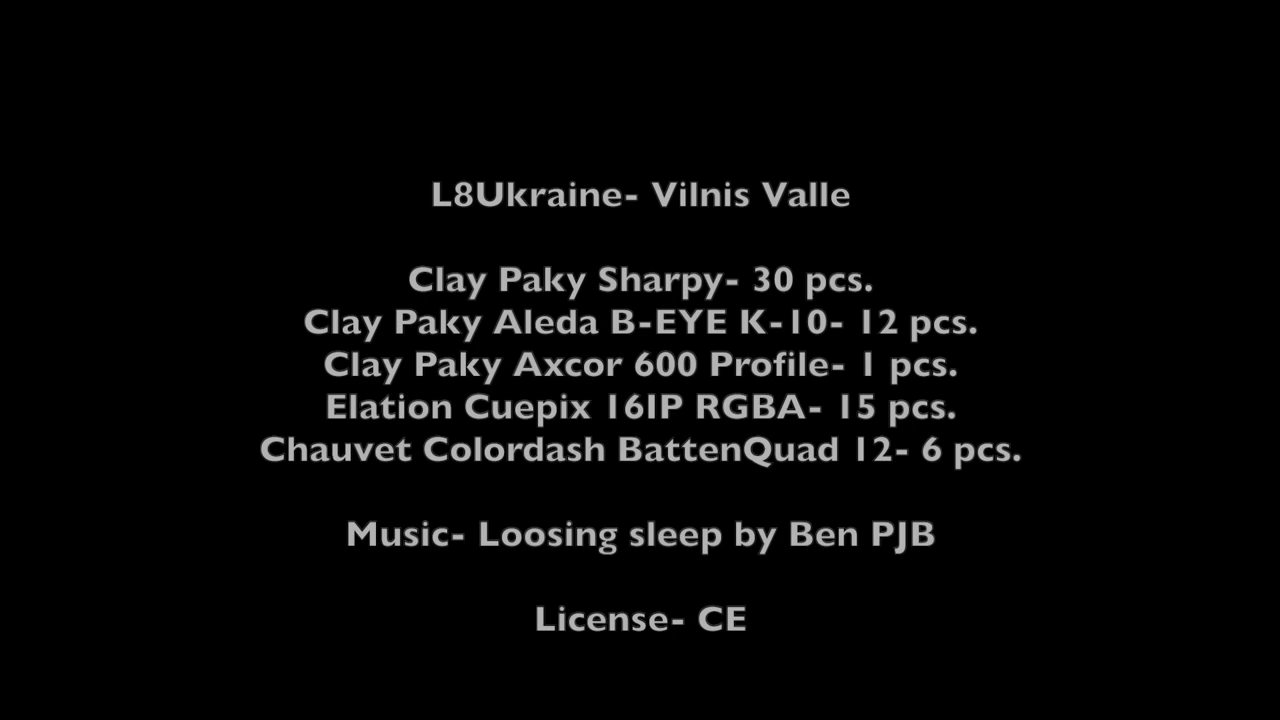 L8Ukraine- Vilnis Valle
Clay Paky Sharpy- 30 pcs.
Clay Paky Aleda B-EYE K-10- 12 pcs.
Clay Paky Axcor 600 Profile- 1 pcs.
Elation Cuepix 16IP RGBA- 15 pcs.
Chauvet Colordash BattenQuad 12- 6 pcs.
Music- Loosing sleep by Ben PJB
License- CE